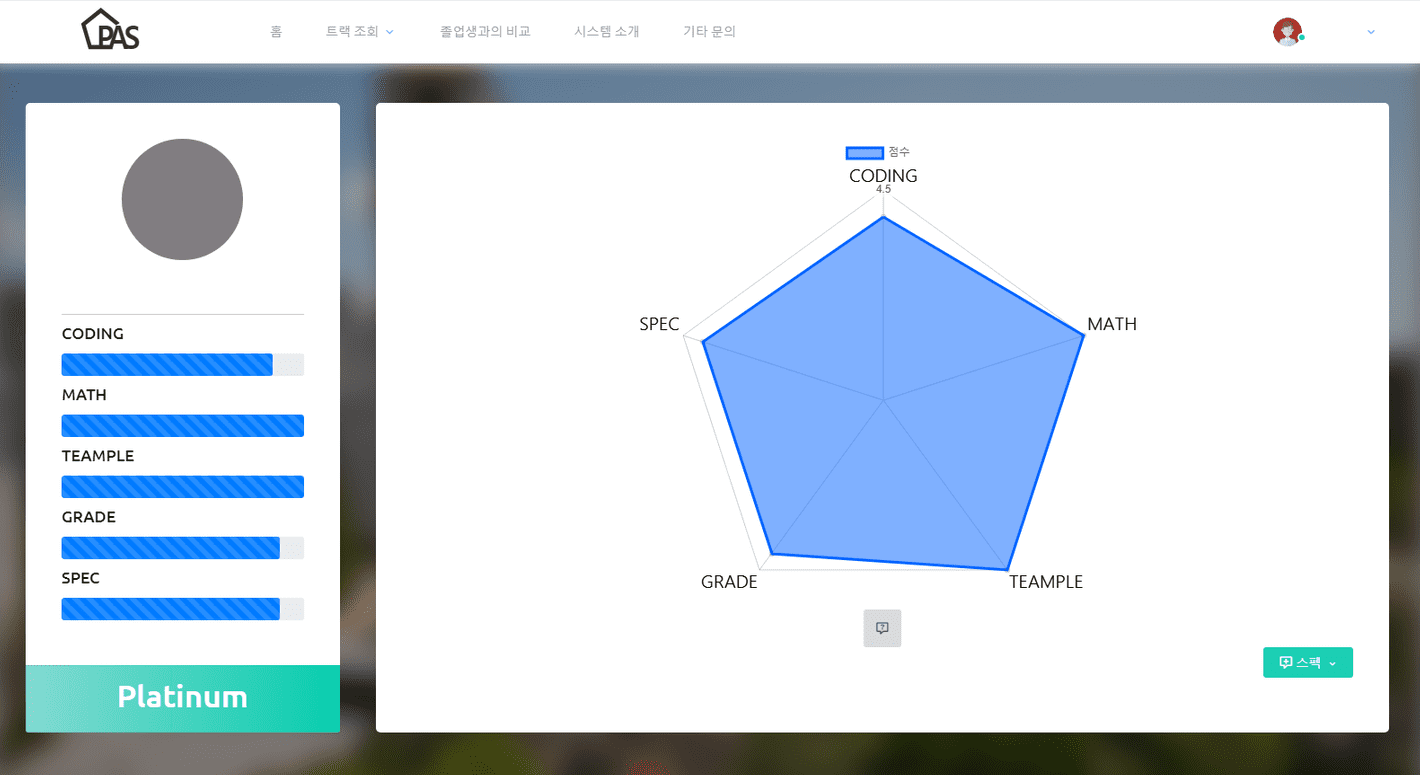 PAS
홈
트랙 조회
졸업생과의 비교
시스템 소개
기타 문의
CODING
MATH
TEAMPLE
GRADE
SPEC
Platinum
점수
CODING
4.5
SPEC
MATH
GRADE
TEAMPLE
스펙